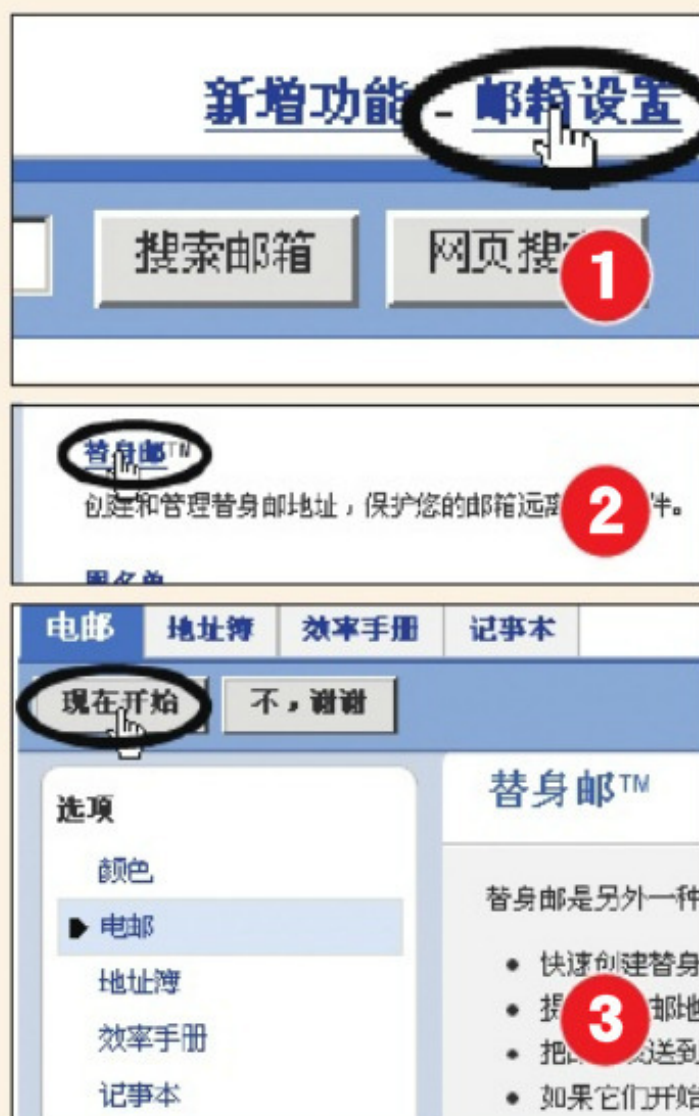 新增功能 - 邮箱设置
搜索邮箱 网页搜
1
替身邮™
创建和管理替身邮地址，保护您的邮箱远离 件。
2
电邮 地址簿 效率手册 记事本
现在开始 不，谢谢
选项
替身邮™
颜色
替身邮是另外一种
电邮
• 快速创建替身
地址簿
• 提 邮地
效率手册
3
• 把 发送到
记事本
• 如果它们开始